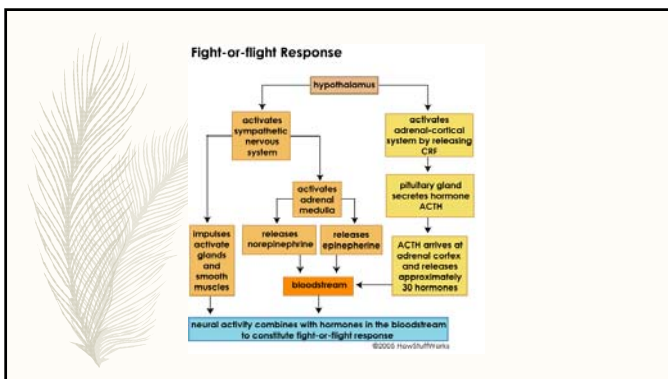 Fight-or-flight Response
hypothalamus
activates
sympathetic
nervous
system
activates
adrenal-cortical
system by releasing
CRF
activates
adrenal
medulla
pituitary gland
secretes hormone
ACTH
impulses
activate
glands
and
smooth
muscles
releases
norepinephrine
releases
epinepherine
ACTH arrives at
adrenal cortex
and releases
approximately
30 hormones
bloodstream
neural activity combines with hormones in the bloodstream
to constitute fight-or-flight response
©2005 HowStuffWorks